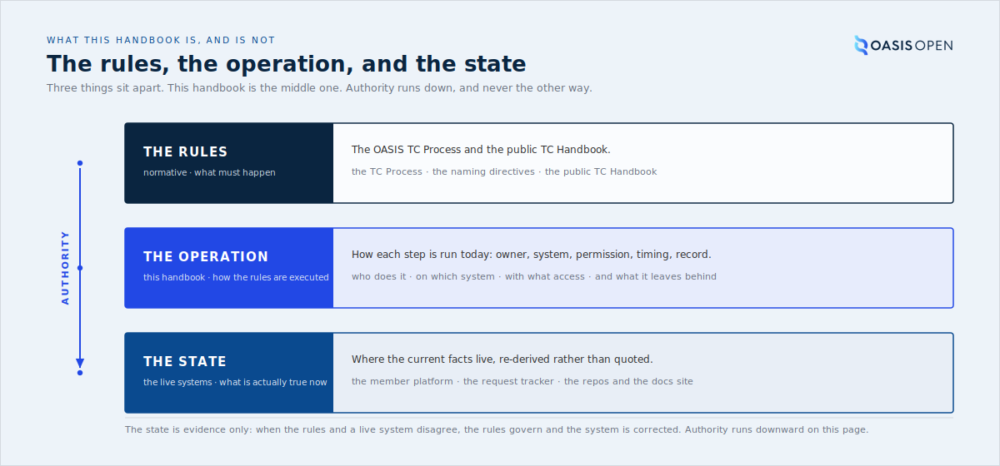 WHAT THIS HANDBOOK IS, AND IS NOT
OASIS OPEN
The rules, the operation, and the state
Three things sit apart. This handbook is the middle one. Authority runs down, and never the other way.
THE RULES
normative · what must happen
The OASIS TC Process and the public TC Handbook.
the TC Process · the naming directives · the public TC Handbook
AUTHORITY
THE OPERATION
this handbook · how the rules are executed
How each step is run today: owner, system, permission, timing, record.
who does it · on which system · with what access · and what it leaves behind
THE STATE
the live systems · what is actually true now
Where the current facts live, re-derived rather than quoted.
the member platform · the request tracker · the repos and the docs site
The state is evidence only: when the rules and a live system disagree, the rules govern and the system is corrected. Authority runs downward on this page.